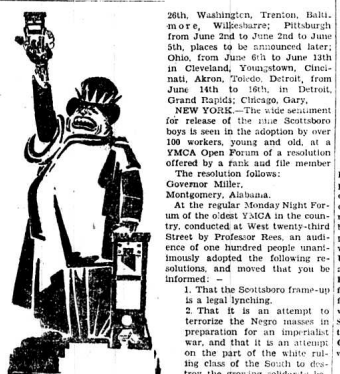 26th, Washington, Trenton, Balti-
more, Wilkesbarre; Pittsburgh
from June 2nd to June 2nd to June
5th, places to be announced later;
Ohio, from June 6th to June 13th
in Cleveland, Youngstown, Cinci-
nati, Akron, Toledo, Detroit, from
June 14th to 16th, in Detroit,
Grand Rapids; Chicago, Gary,
NEW YORK.—The wide sentiment
for release of the nine Scottsboro
boys is seen in the adoption by over
100 workers, young and old, at a
YMCA Open Forum of a resolution
offered by a rank and file member
The resolution follows:
Governor Miller,
Montgomery, Alabama.
At the regular Monday Night For-
um of the oldest YMCA in the coun-
try, conducted at West twenty-third
Street by Professor Rees, an audi-
ence of one hundred people unani-
mously adopted the following re-
solutions, and moved that you be
informed: –
1. That the Scottsboro frame-up
is a legal lynching.
2. That it is an attempt to
terrorize the Negro masses in
preparation for an imperialist
war, and that it is an attempt
on the part of the white rul-
ing class of the South to des-